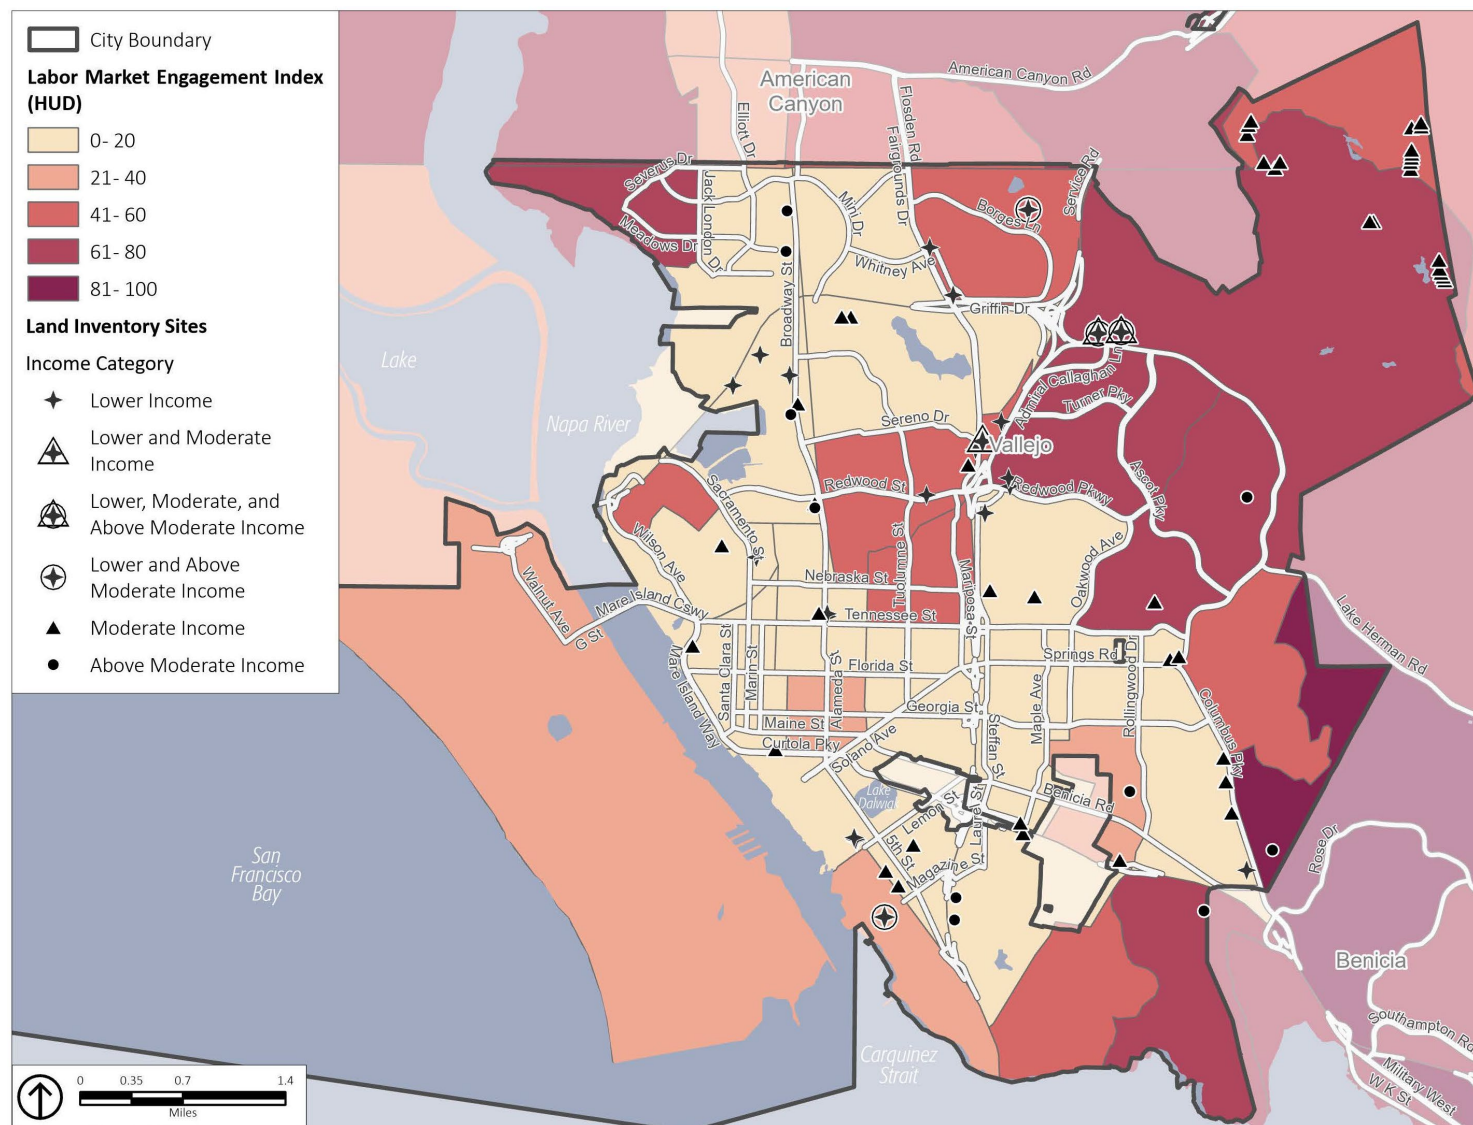 City Boundary
Labor Market Engagement Index
(HUD)
0- 20
21- 40
41- 60
61- 80
81- 100
Land Inventory Sites
Income Category
Lower Income
Lower and Moderate
Income
Lower, Moderate, and
Above Moderate Income
Lower and Above
Moderate Income
Moderate Income
Above Moderate Income
American
Canyon
American Canyon Rd
Elliott Dr
Flosden Rd
Fairgrounds Dr
Service Rd
Severus Dr
Jack London Dr
Meadows Dr
Mini Dr
Borges Ln
Whitney Ave
Broadway St
Griffin Dr
Lake
Napa River
Admiral Callaghan Ln
Turner Pky
Sereno Dr
Vallejo
Ascot Pky
Sacramento St
Redwood St
Redwood Pkwy
Wilson Ave
Tuolumne St
Mariposa St
Oakwood Ave
Walnut Ave
Nebraska St
Mare Island Cswy
Tennessee St
G St
Lake Herman Rd
Santa Clara St
Marin St
Mare Island Way
Florida St
Alameda St
Springs Rd
Rollingwood Dr
Maple Ave
Columbus Pky
Georgia St
Maine St
Curtola Pky
Solano Ave
Steffan St
Lake
Dalwigk
Lemon St
Laurel St
Benicia Rd
5th St
Magazine St
Rose Dr
San
Francisco
Bay
Benicia
Southampton Rd
Military West
W K St
Carquinez
Strait
0 0.35 0.7 1.4
Miles